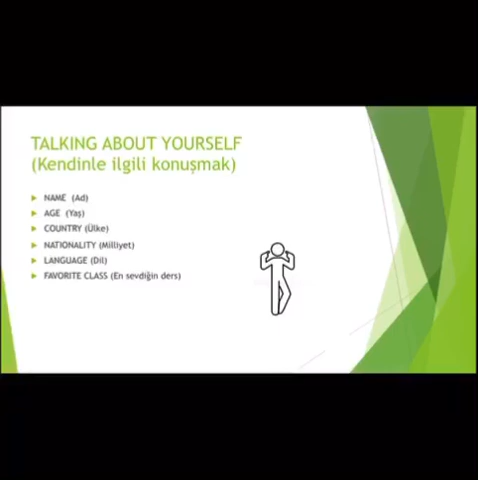 TALKING ABOUT YOURSELF
(Kendinle ilgili konuşmak)
NAME (Ad)
AGE (Yaş)
COUNTRY (Ülke)
NATIONALITY (Milliyet)
LANGUAGE (Dil)
FAVORITE CLASS (En sevdiğin ders)